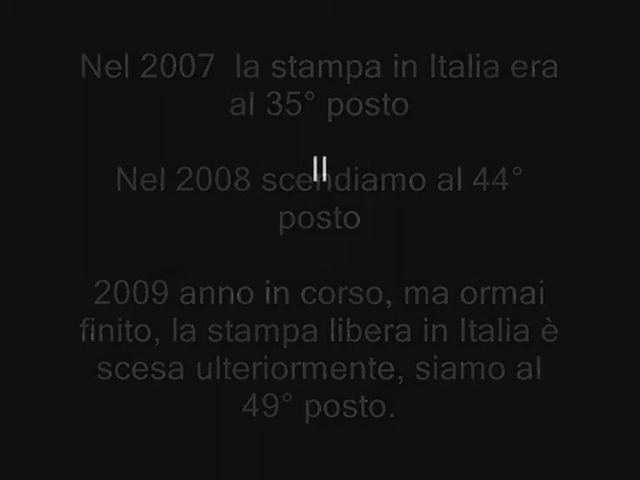 Nel 2007 la stampa in Italia era
al 35° posto
Il
Nel 2008 scendiamo al 44°
posto
2009 anno in corso, ma ormai
finito, la stampa libera in Italia è
scesa ulteriormente, siamo al
49° posto.